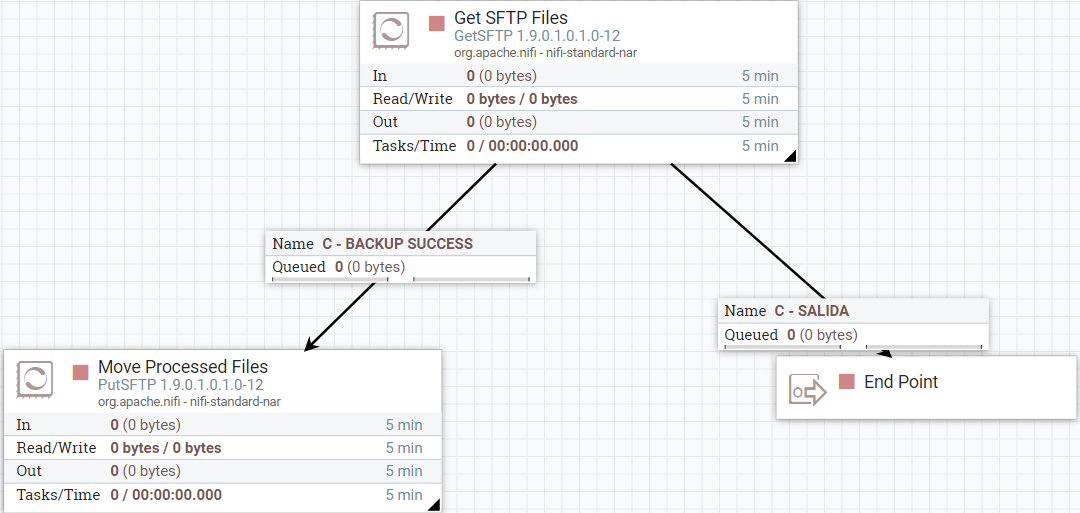 Get SFTP Files
GetSFTP 1.9.0.1.0.1.0-12
org.apache.nifi - nifi-standard-nar
In 0 (0 bytes) 5 min
Read/Write 0 bytes / 0 bytes 5 min
Out 0 (0 bytes) 5 min
Tasks/Time 0 / 00:00:00.000 5 min
Name C - BACKUP SUCCESS
Queued 0 (0 bytes)
Name C - SALIDA
Queued 0 (0 bytes)
Move Processed Files
PutSFTP 1.9.0.1.0.1.0-12
org.apache.nifi - nifi-standard-nar
In 0 (0 bytes) 5 min
Read/Write 0 bytes / 0 bytes 5 min
Out 0 (0 bytes) 5 min
Tasks/Time 0 / 00:00:00.000 5 min
End Point